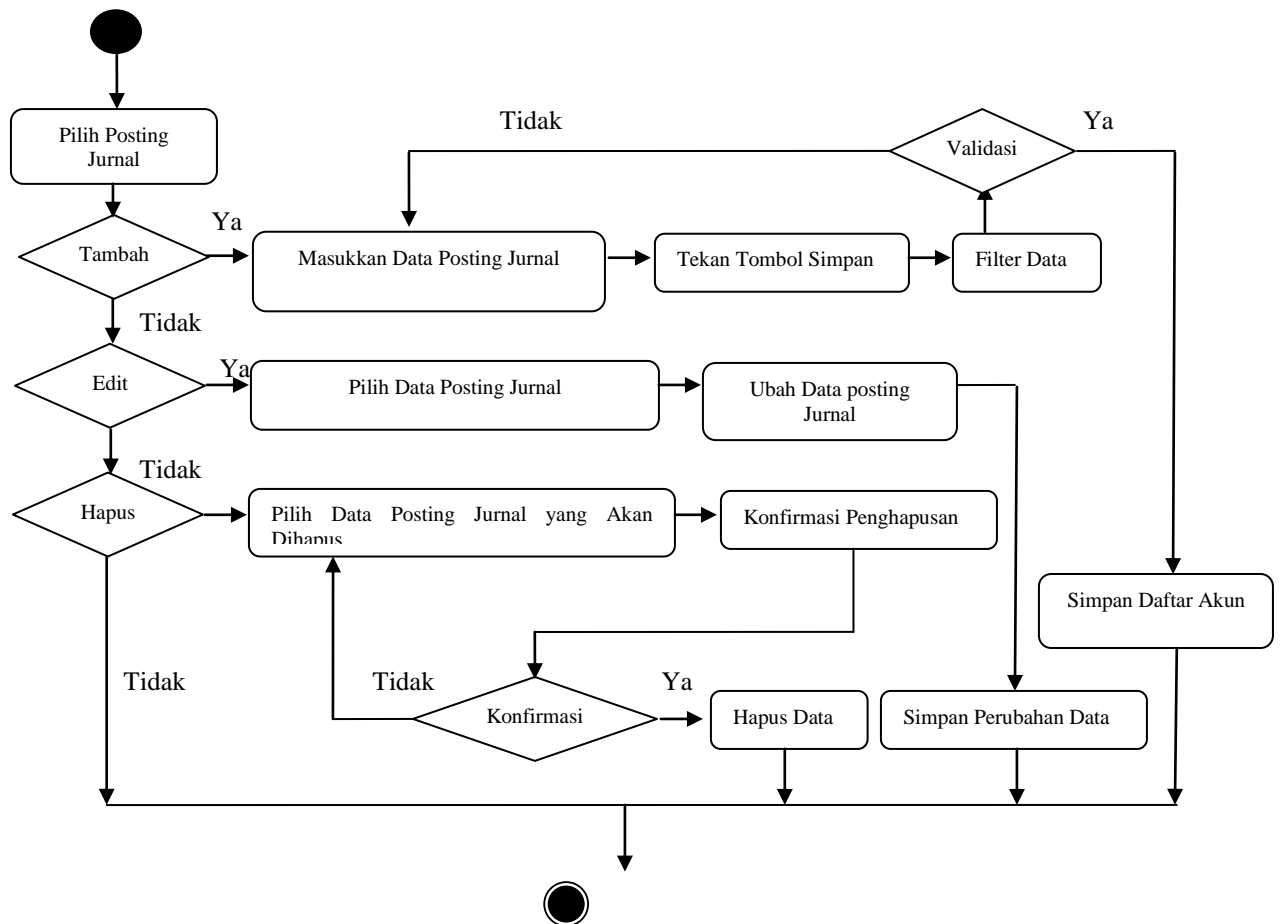 Pilih Posting
Jurnal
Tidak
Validasi
Ya
Tambah
Ya
Masukkan Data Posting Jurnal
Tekan Tombol Simpan
Filter Data
Tidak
Edit
Ya
Pilih Data Posting Jurnal
Ubah Data posting
Jurnal
Tidak
Hapus
Pilih Data Posting Jurnal yang Akan
Dihapus
Konfirmasi Penghapusan
Simpan Daftar Akun
Tidak
Tidak
Konfirmasi
Ya
Hapus Data
Simpan Perubahan Data